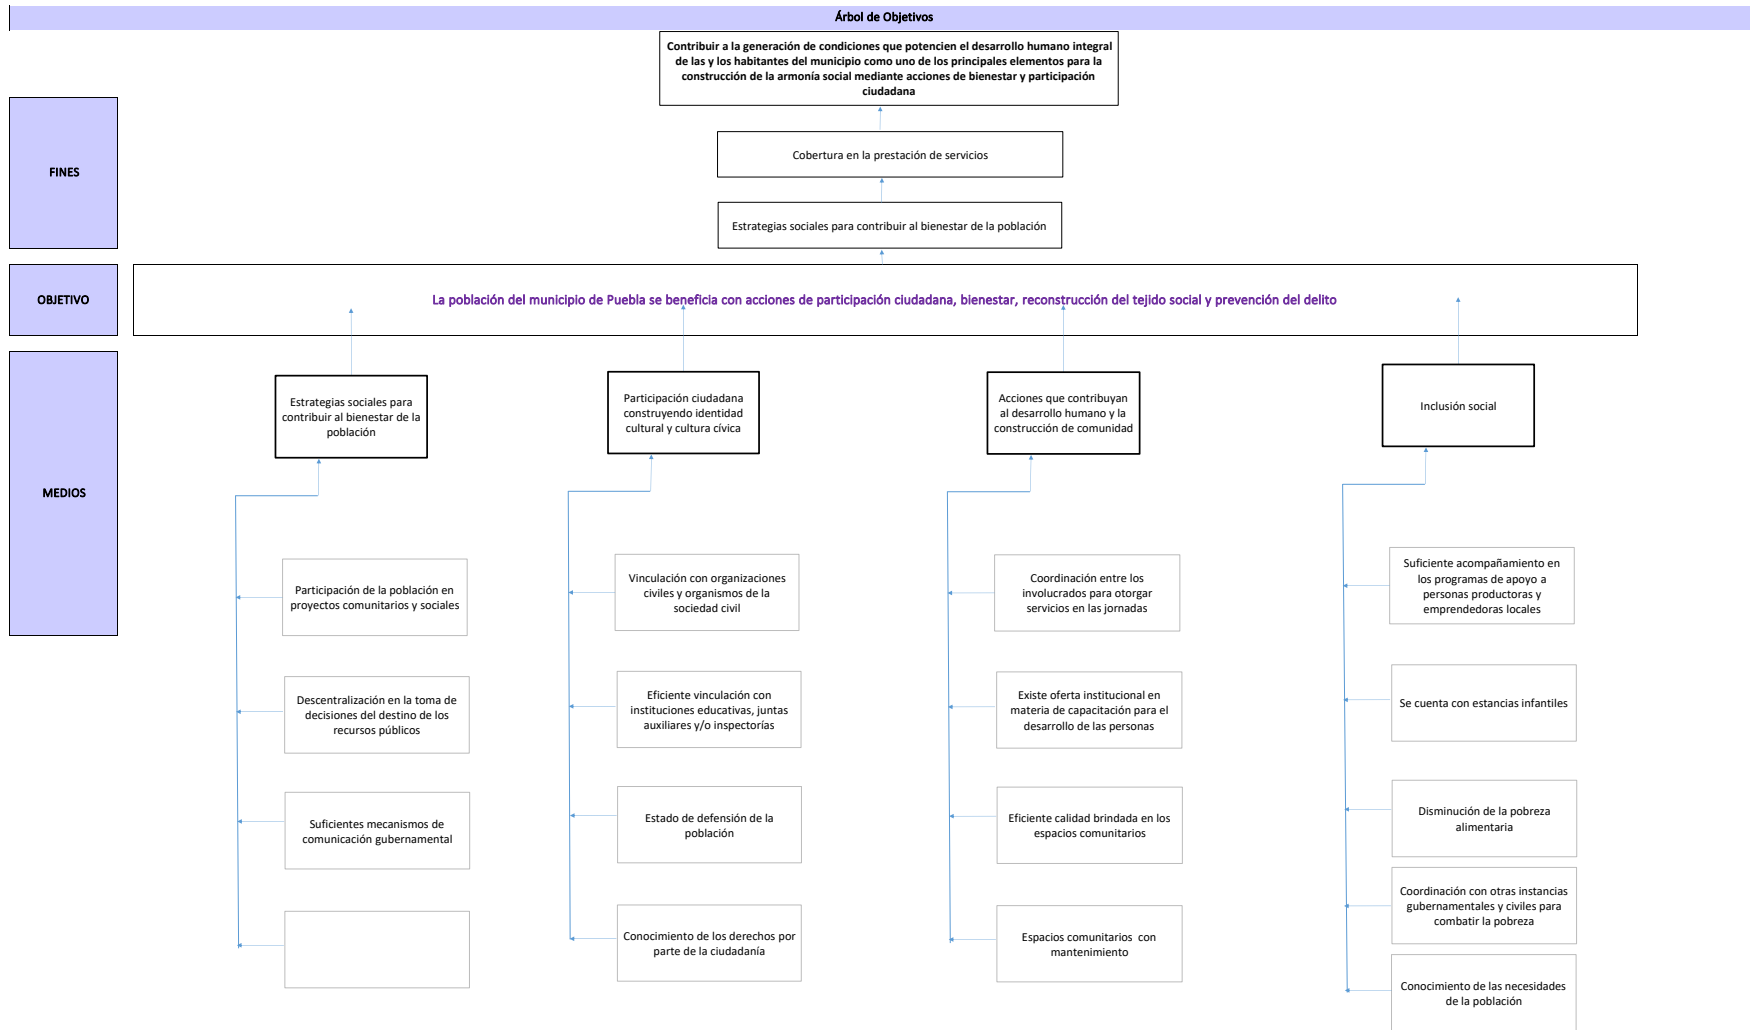 Árbol de Objetivos
Contribuir a la generación de condiciones que potencien el desarrollo humano integral
de las y los habitantes del municipio como uno de los principales elementos para la
construcción de la armonía social mediante acciones de bienestar y participación
ciudadana
FINES
Cobertura en la prestación de servicios
Estrategias sociales para contribuir al bienestar de la población
OBJETIVO
La población del municipio de Puebla se beneficia con acciones de participación ciudadana, bienestar, reconstrucción del tejido social y prevención del delito
MEDIOS
Estrategias sociales para
contribuir al bienestar de la
población
Participación de la población en
proyectos comunitarios y sociales
Descentralización en la toma de
decisiones del destino de los
recursos públicos
Suficientes mecanismos de
comunicación gubernamental
Participación ciudadana
construyendo identidad
cultural y cultura cívica
Vinculación con organizaciones
civiles y organismos de la
sociedad civil
Eficiente vinculación con
instituciones educativas, juntas
auxiliares y/o inspectorías
Estado de defensión de la
población
Conocimiento de los derechos por
parte de la ciudadanía
Acciones que contribuyan
al desarrollo humano y la
construcción de comunidad
Coordinación entre los
involucrados para otorgar
servicios en las jornadas
Existe oferta institucional en
materia de capacitación para el
desarrollo de las personas
Eficiente calidad brindada en los
espacios comunitarios
Espacios comunitarios con
mantenimiento
Inclusión social
Suficiente acompañamiento en
los programas de apoyo a
personas productoras y
emprendedoras locales
Se cuenta con estancias infantiles
Disminución de la pobreza
alimentaria
Coordinación con otras instancias
gubernamentales y civiles para
combatir la pobreza
Conocimiento de las necesidades
de la población